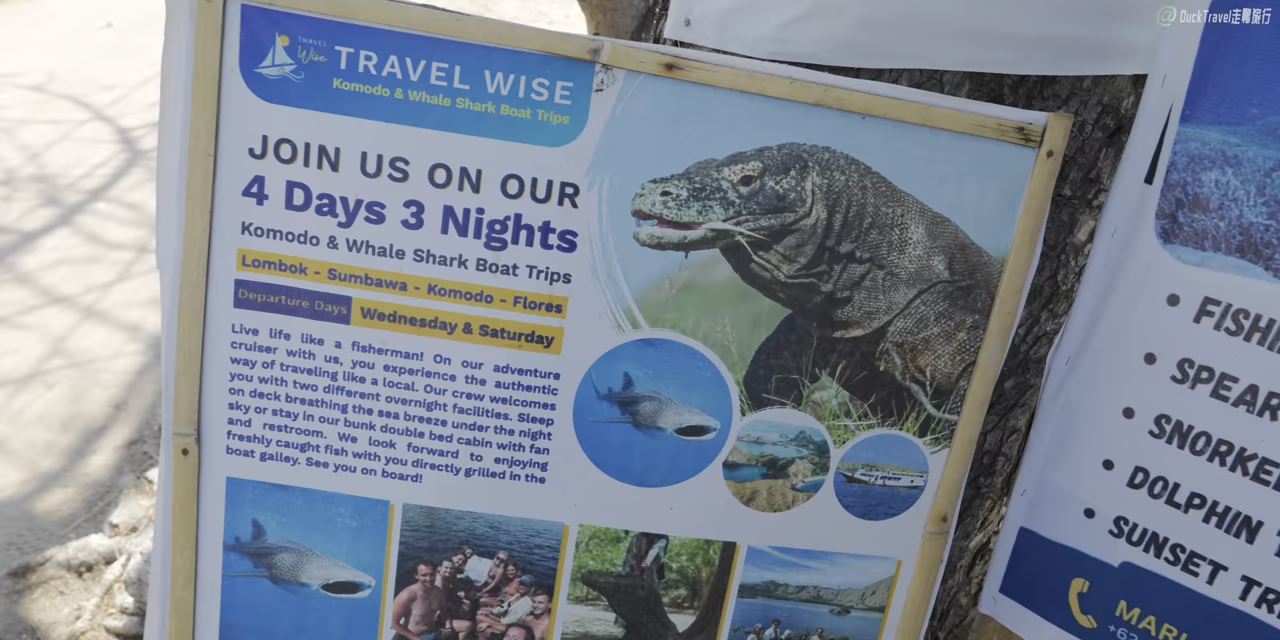 @DuckTravel走鴨旅行
TRAVEL
Wise
TRAVEL WISE
Komodo & Whale Shark Boat Trips
JOIN US ON OUR
4 Days 3 Nights
Komodo & Whale Shark Boat Trips
Lombok - Sumbawa - Komodo - Flores
Departure Days Wednesday & Saturday
Live life like a fisherman! On our adventure
cruiser with us, you experience the authentic
way of traveling like a local. Our crew welcomes
you with two different overnight facilities. Sleep
on deck breathing the sea breeze under the night
sky or stay in our bunk double bed cabin with fan
and restroom. We look forward to enjoying
freshly caught fish with you directly grilled in the
boat galley. See you on board!
• FISHI
• SPEAR
• SNORKE
• DOLPHIN
• SUNSET TR
MAR
+62